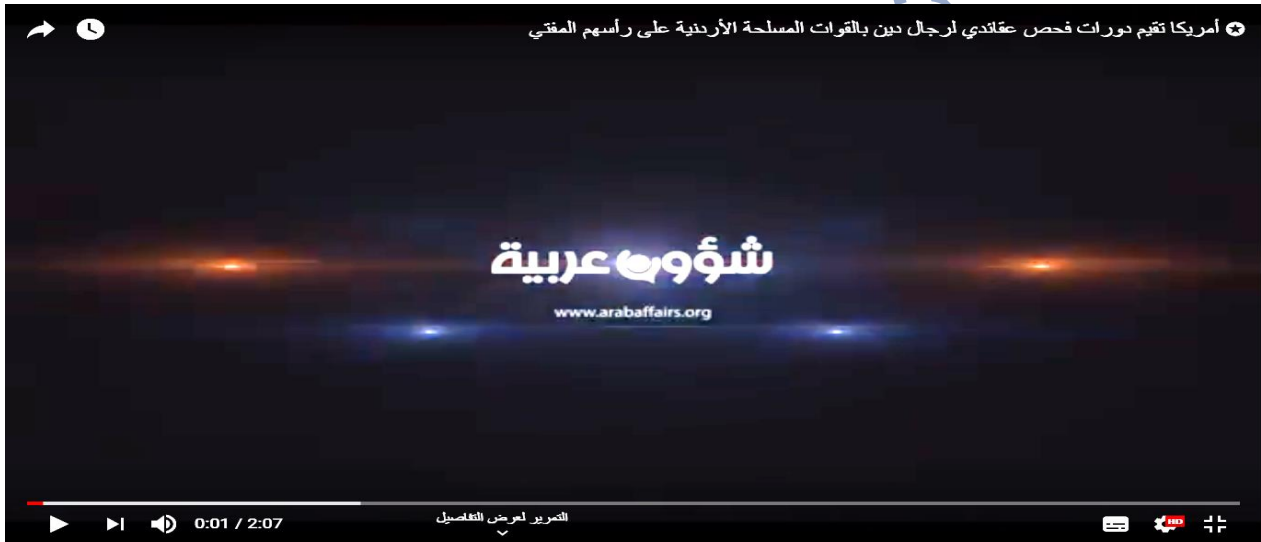 ✪ أمريكا تقيم دورات فحص عقائدي لرجال دين بالقوات المسلحة الأردنية على رأسهم المفتي
شؤون عربية
www.arabaffairs.org
0:01 / 2:07
التمرير لعرض التفاصيل
HD